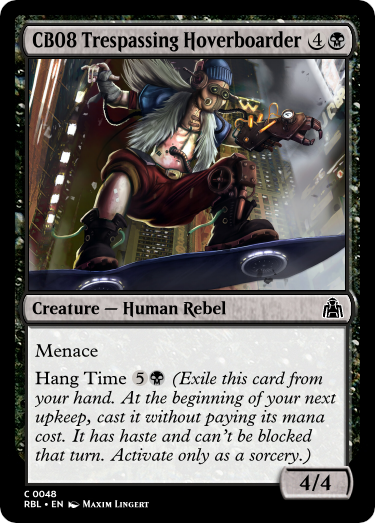 CB08 Trespassing Hoverboarder 4
Creature — Human Rebel
Menace
Hang Time 5 (Exile this card from
your hand. At the beginning of your next
upkeep, cast it without paying its mana
cost. It has haste and can't be blocked
that turn. Activate only as a sorcery.)
4/4
C 0048
RBL • EN Maxim Lingert